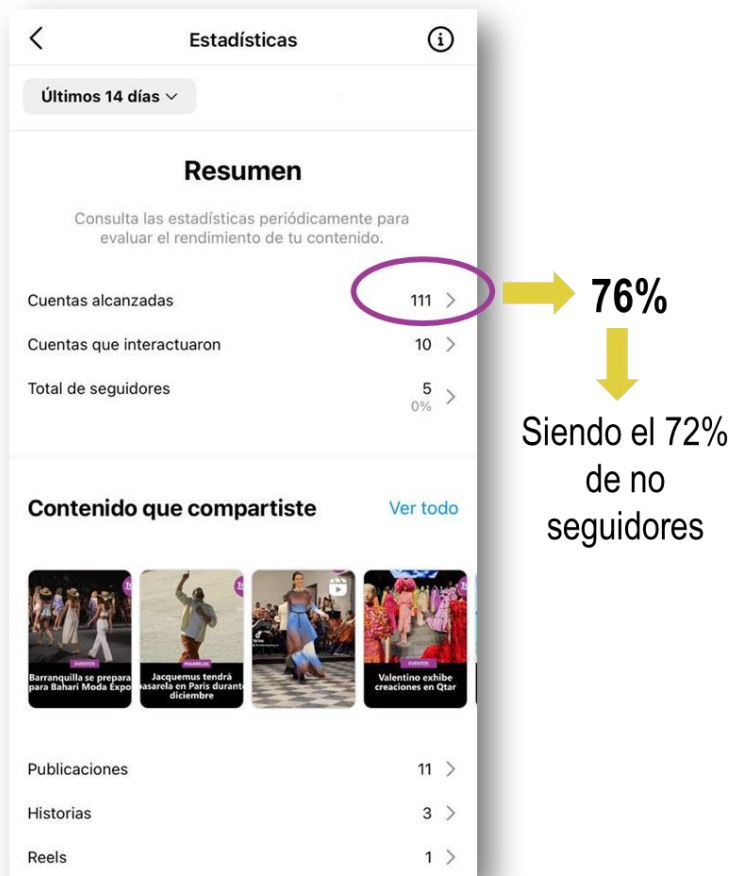 Estadísticas
Últimos 14 días
Resumen
Consulta las estadísticas periódicamente para
evaluar el rendimiento de tu contenido.
Cuentas alcanzadas 111
76%
Cuentas que interactuaron 10
Total de seguidores 5
0%
Siendo el 72%
de no
seguidores
Contenido que compartiste Ver todo
EVENTOS
Barranquilla se prepara
para Bahari Moda Expo
PASARELAS
Jacquemus tendrá
pasarela en Paris durante
diciembre
EVENTOS
Valentino exhibe
creaciones en Qtar
Publicaciones 11
Historias 3
Reels 1